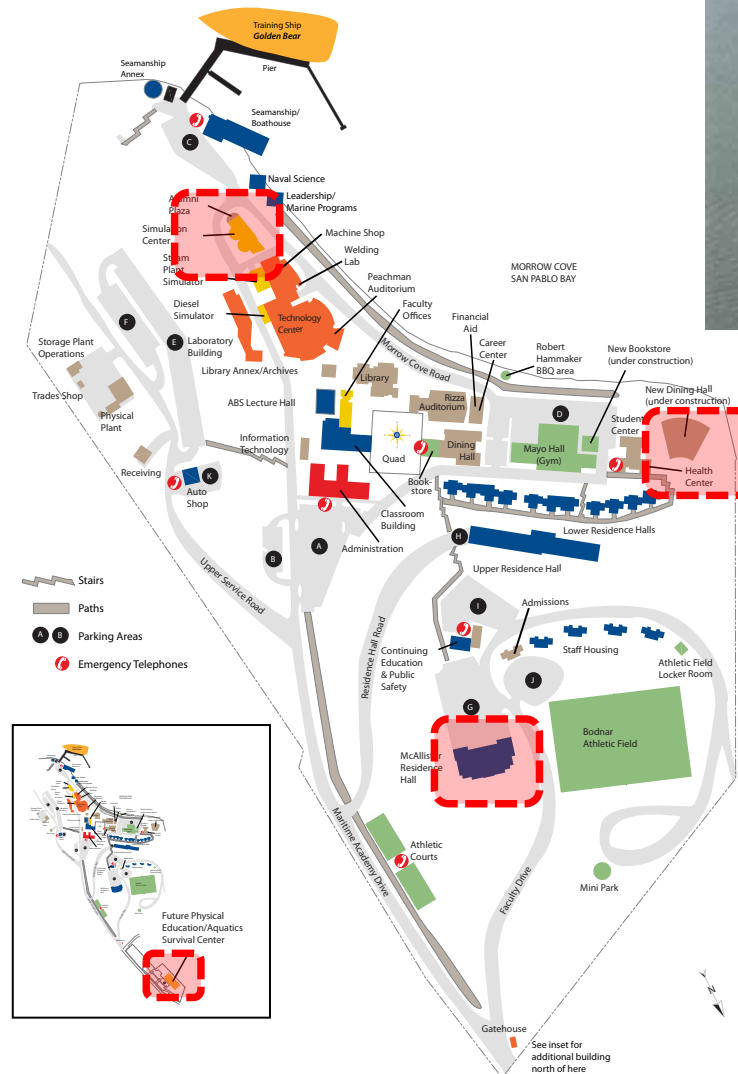 Training Ship
Golden Bear
Pier
Seamanship
Annex
Seamanship/
Boathouse
C
Naval Science
Leadership/
Marine Programs
Alumni
Plaza
Simulation
Center
Steam
Plant
Simulator
Machine Shop
Welding
Lab
Peachman
Auditorium
Faculty
Offices
MORROW COVE
SAN PABLO BAY
Financial
Aid
Career
Center
Robert
Hammaker
BBQ area
New Bookstore
(under construction)
New Dining Hall
(under construction)
Diesel
Simulator
Technology
Center
F
E
Laboratory
Building
Storage Plant
Operations
Trades Shop
Physical
Plant
Library Annex/Archives
Morrow Cove Road
Library
Rizza
Auditorium
D
Student
Center
ABS Lecture Hall
Information
Technology
Quad
Dining
Hall
Mayo Hall
(Gym)
Health
Center
Book-
store
Receiving
K
Auto
Shop
Classroom
Building
Administration
A
B
H
Lower Residence Halls
Upper Residence Hall
Upper Service Road
Stairs
Paths
A B Parking Areas
Emergency Telephones
Residence Hall Road
I
Admissions
Continuing
Education
& Public
Safety
Staff Housing
Athletic Field
Locker Room
J
G
Bodnar
Athletic Field
McAllister
Residence
Hall
Maritime Academy Drive
Athletic
Courts
Faculty Drive
Mini Park
Future Physical
Education/Aquatics
Survival Center
N
Gatehouse
See inset for
additional building
north of here